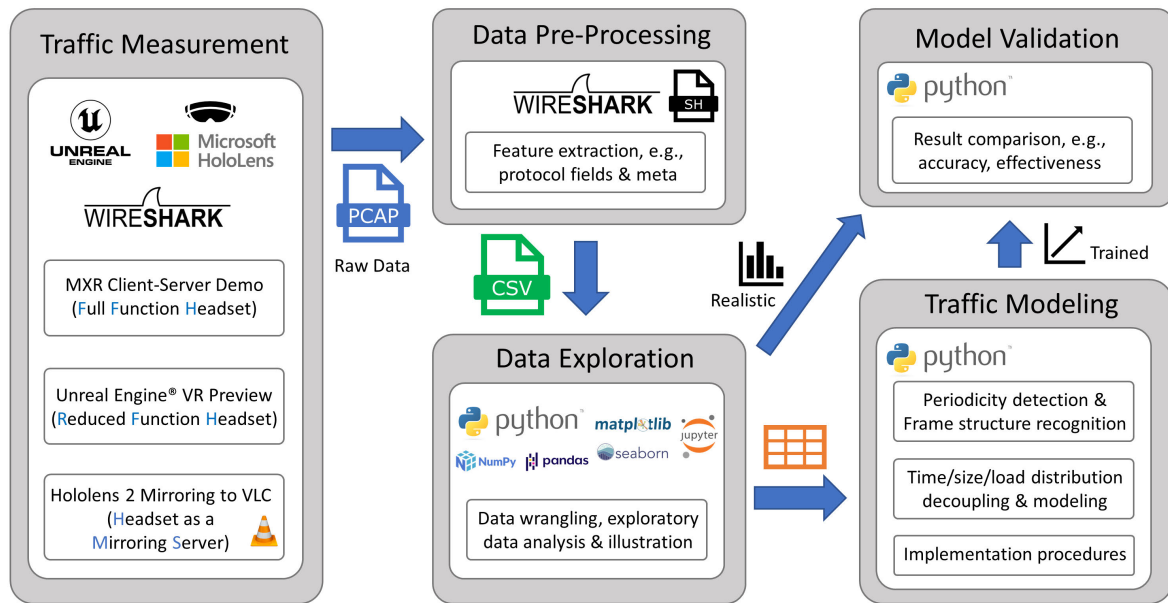 Traffic Measurement
UNREAL
ENGINE
Microsoft
HoloLens
WIRESHARK
MXR Client-Server Demo
(Full Function Headset)
Unreal Engine® VR Preview
(Reduced Function Headset)
Hololens 2 Mirroring to VLC
(Headset as a
Mirroring Server)
PCAP
Raw Data
Data Pre-Processing
WIRESHARK
SH
Feature extraction, e.g.,
protocol fields & meta
CSV
Data Exploration
python™
matplotlib
jupyter
NumPy
pandas
seaborn
Data wrangling, exploratory
data analysis & illustration
Realistic
Model Validation
python™
Result comparison, e.g.,
accuracy, effectiveness
Trained
Traffic Modeling
python™
Periodicity detection &
Frame structure recognition
Time/size/load distribution
decoupling & modeling
Implementation procedures